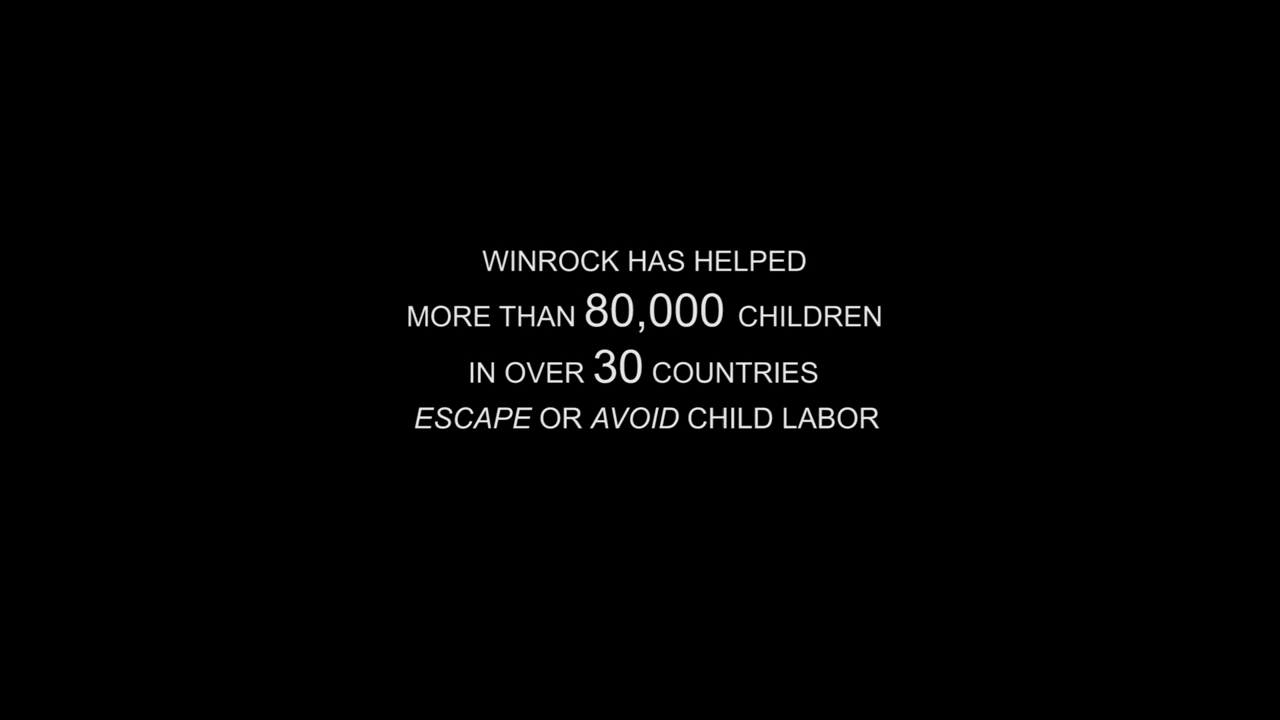 WINROCK HAS HELPED
MORE THAN 80,000 CHILDREN
IN OVER 30 COUNTRIES
ESCAPE OR AVOID CHILD LABOR